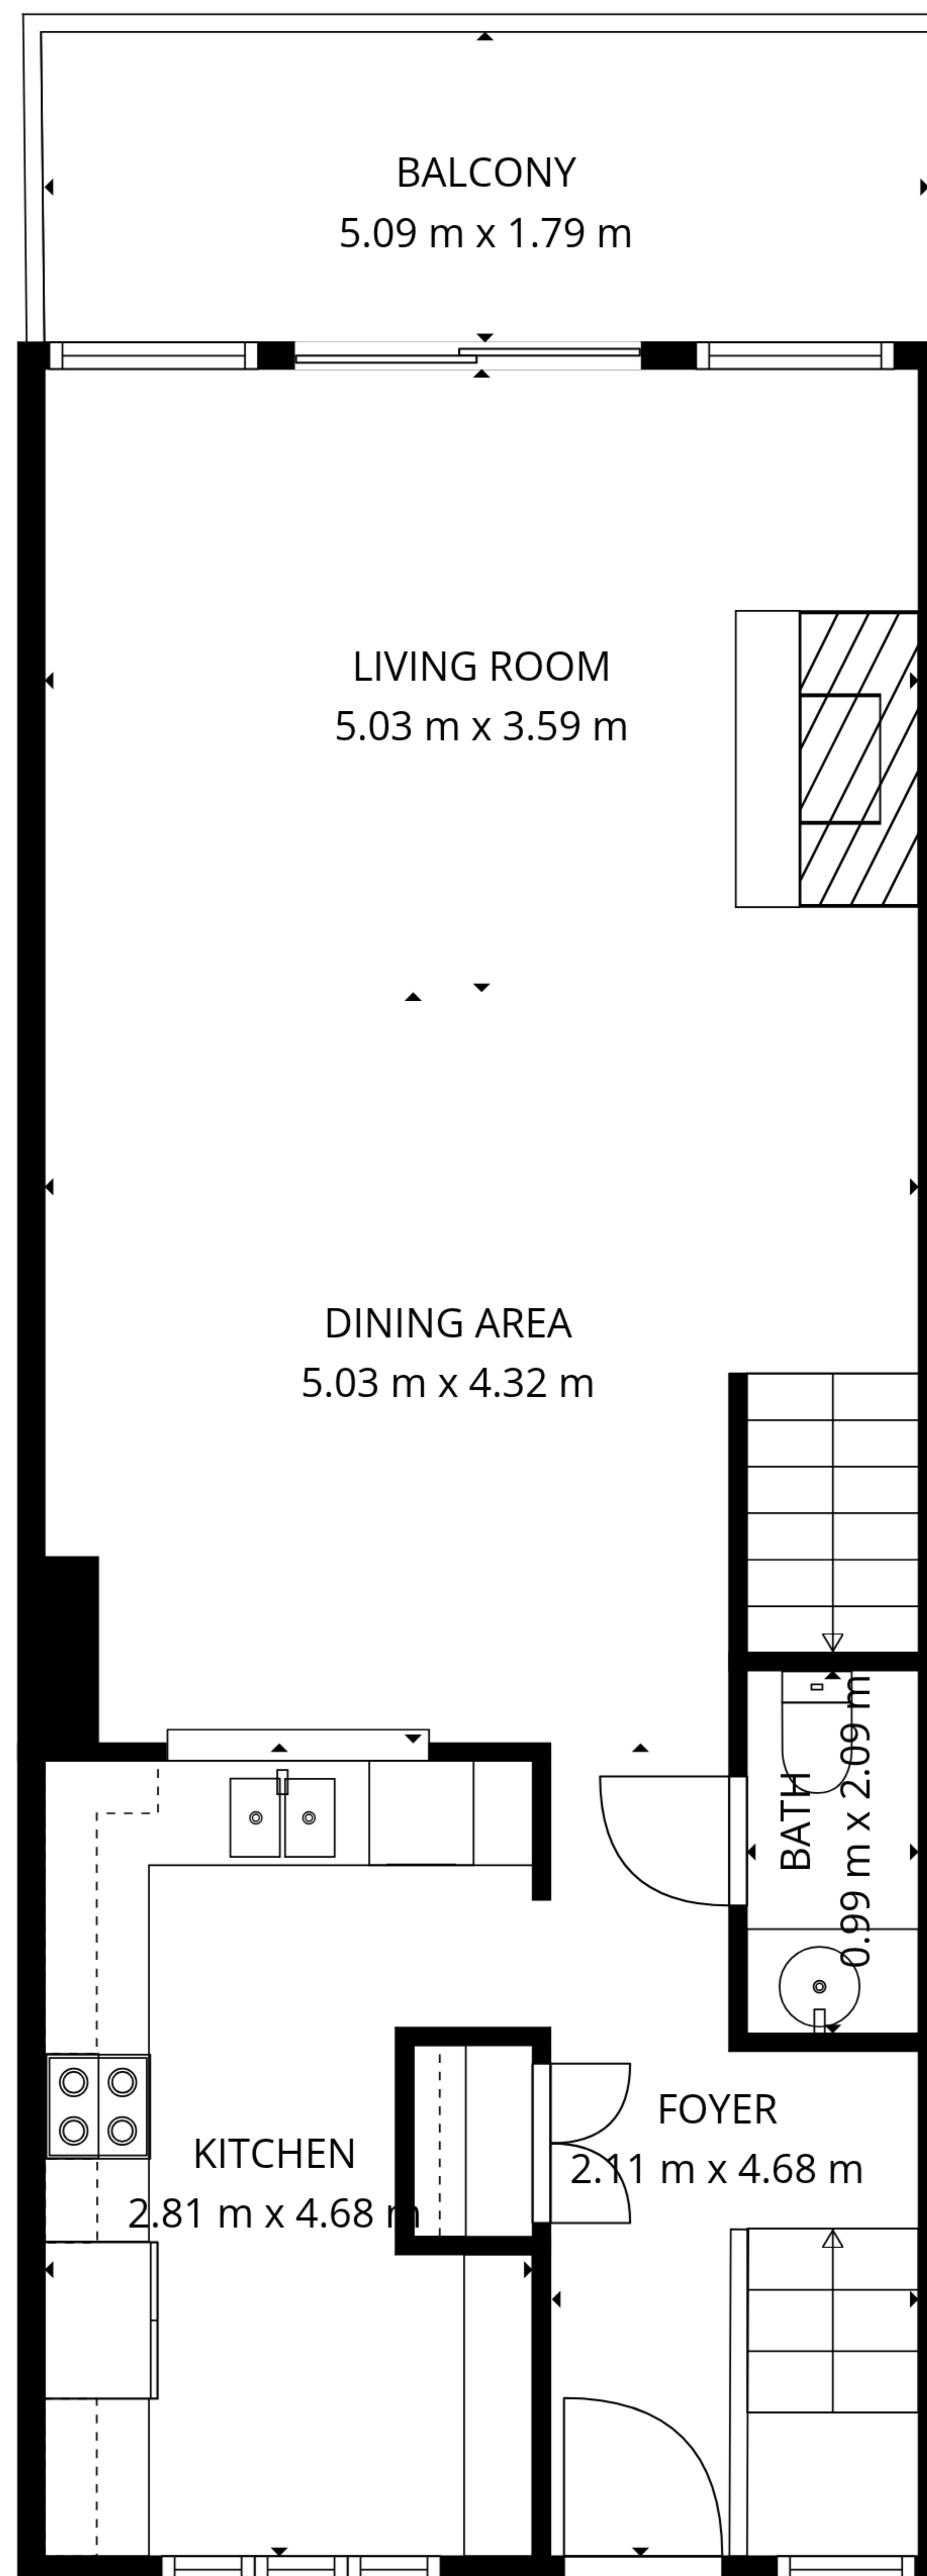 BALCONY
5.09 m x 1.79 m
LIVING ROOM
5.03 m x 3.59 m
DINING AREA
5.03 m x 4.32 m
BATH
0.99 m x 2.09 m
FOYER
2.11 m x 4.68 m
KITCHEN
2.81 m x 4.68 m